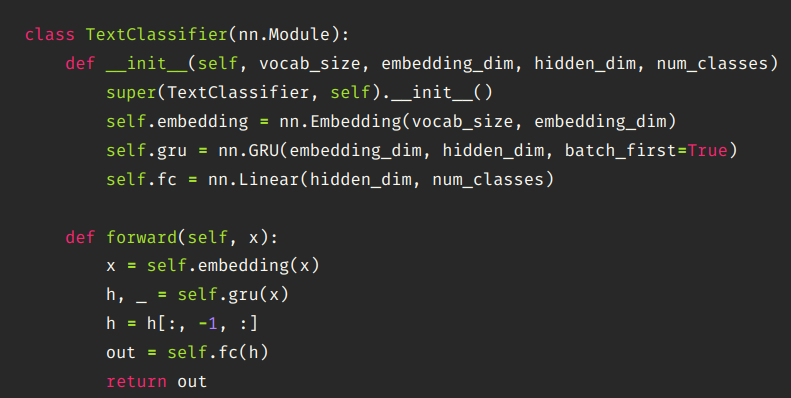 class TextClassifier(nn.Module):
    def __init__(self, vocab_size, embedding_dim, hidden_dim, num_classes)
        super(TextClassifier, self).__init__()
        self.embedding = nn.Embedding(vocab_size, embedding_dim)
        self.gru = nn.GRU(embedding_dim, hidden_dim, batch_first=True)
        self.fc = nn.Linear(hidden_dim, num_classes)

    def forward(self, x):
        x = self.embedding(x)
        h, _ = self.gru(x)
        h = h[:, -1, :]
        out = self.fc(h)
        return out